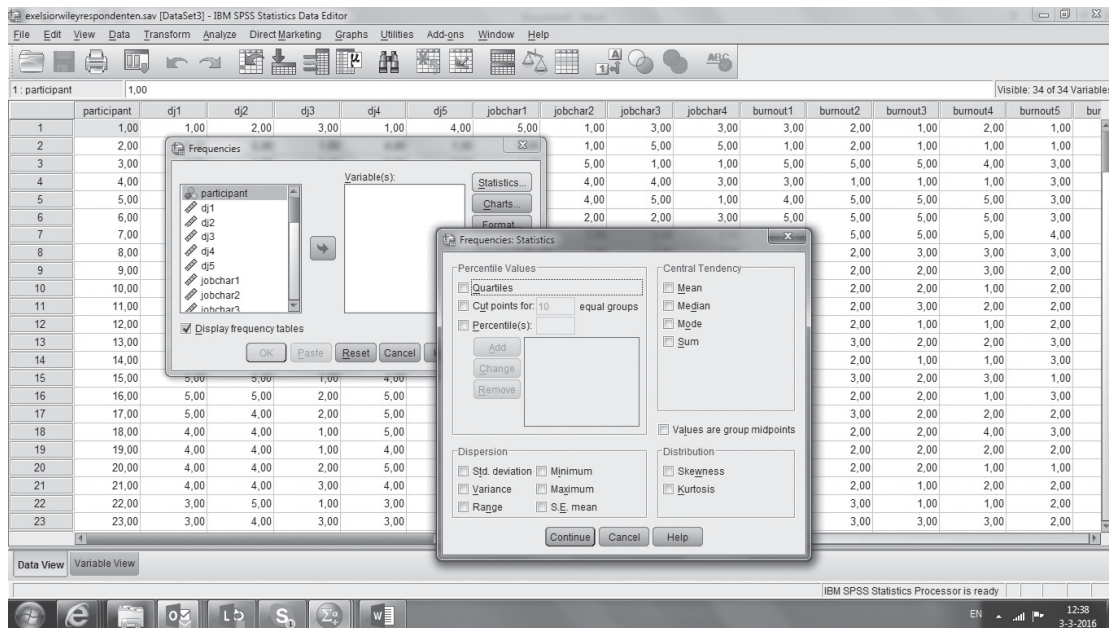 exelsiorwileyrespondenten.sav [DataSet3] - IBM SPSS Statistics Data Editor
File Edit View Data Transform Analyze Direct Marketing Graphs Utilities Add-ons Window Help
1 : participant 1,00 Visible: 34 of 34 Variables
participant dj1 dj2 dj3 dj4 dj5 jobchar1 jobchar2 jobchar3 jobchar4 burnout1 burnout2 burnout3 burnout4 burnout5 bur
1 1,00 1,00 2,00 3,00 1,00 4,00 5,00 1,00 3,00 3,00 3,00 2,00 1,00 2,00 1,00
2 2,00 1,00 5,00 5,00 1,00 2,00 1,00 1,00 1,00
3 3,00 5,00 1,00 1,00 5,00 5,00 5,00 4,00 3,00
4 4,00 4,00 4,00 3,00 3,00 1,00 1,00 1,00 3,00
5 5,00 4,00 5,00 1,00 4,00 5,00 5,00 5,00 3,00
6 6,00 2,00 2,00 3,00 5,00 5,00 5,00 5,00 3,00
7 7,00 5,00 5,00 5,00 4,00
8 8,00 2,00 3,00 3,00 3,00
9 9,00 2,00 2,00 3,00 2,00
10 10,00 2,00 1,00 1,00 2,00
11 11,00 2,00 3,00 2,00 2,00
12 12,00 2,00 1,00 1,00 2,00
13 13,00 3,00 2,00 2,00 3,00
14 14,00 2,00 1,00 1,00 3,00
15 15,00 5,00 5,00 1,00 4,00 3,00 2,00 3,00 1,00
16 16,00 5,00 5,00 2,00 5,00 2,00 2,00 1,00 3,00
17 17,00 5,00 4,00 2,00 5,00 3,00 2,00 2,00 2,00
18 18,00 4,00 4,00 1,00 5,00 2,00 2,00 4,00 3,00
19 19,00 4,00 4,00 1,00 4,00 2,00 2,00 2,00 2,00
20 20,00 4,00 4,00 2,00 5,00 2,00 2,00 1,00 1,00
21 21,00 4,00 4,00 3,00 4,00 2,00 1,00 2,00 2,00
22 22,00 3,00 5,00 1,00 3,00 3,00 1,00 1,00 2,00
23 23,00 3,00 4,00 3,00 3,00 3,00 3,00 3,00 2,00
Frequencies
Variable(s):
participant
dj1
dj2
dj3
dj4
dj5
jobchar1
jobchar2
jobchar3
Statistics...
Charts...
Format...
Display frequency tables
OK Paste Reset Cancel
Frequencies: Statistics
Percentile Values
Quartiles
Cut points for: 10 equal groups
Percentile(s):
Add
Change
Remove
Central Tendency
Mean
Median
Mode
Sum
Values are group midpoints
Dispersion
Std. deviation Minimum
Variance Maximum
Range S.E. mean
Distribution
Skewness
Kurtosis
Continue Cancel Help
Data View Variable View
IBM SPSS Statistics Processor is ready
EN 12:38
3-3-2016